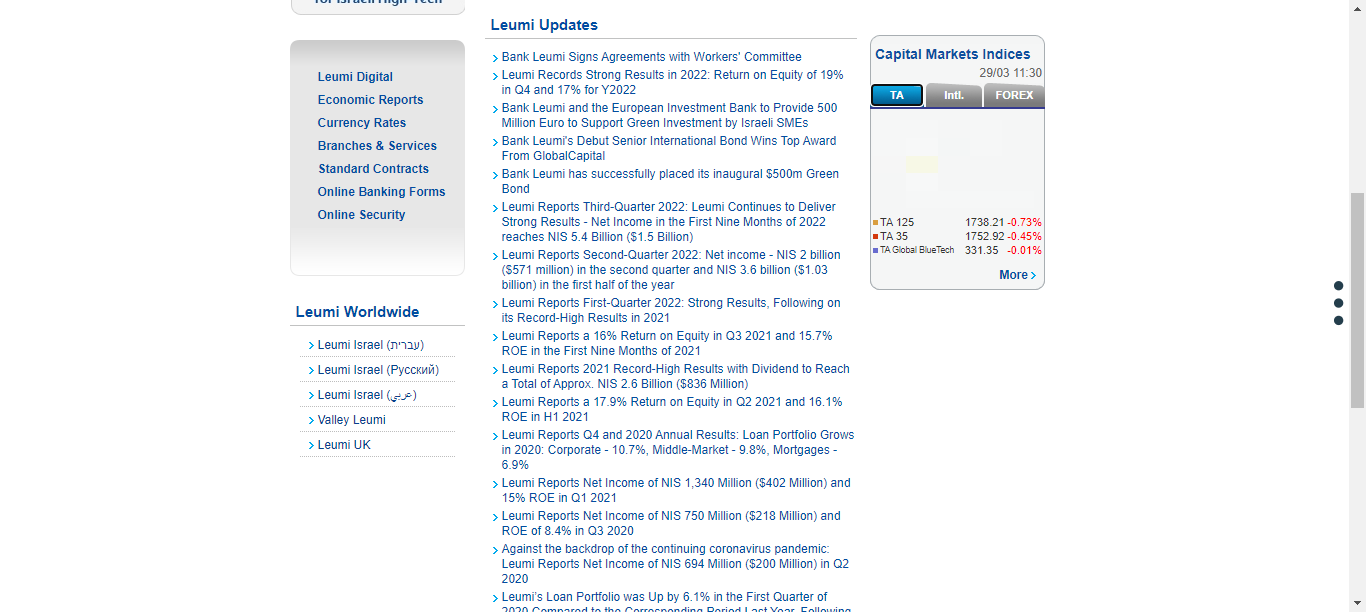 for Israeli High-Tech
Leumi Digital
Economic Reports
Currency Rates
Branches & Services
Standard Contracts
Online Banking Forms
Online Security
Leumi Worldwide
Leumi Israel (עברית)
Leumi Israel (Русский)
Leumi Israel (عربي)
Valley Leumi
Leumi UK
Leumi Updates
Bank Leumi Signs Agreements with Workers' Committee
Leumi Records Strong Results in 2022: Return on Equity of 19%
in Q4 and 17% for Y2022
Bank Leumi and the European Investment Bank to Provide 500
Million Euro to Support Green Investment by Israeli SMEs
Bank Leumi's Debut Senior International Bond Wins Top Award
From GlobalCapital
Bank Leumi has successfully placed its inaugural $500m Green
Bond
Leumi Reports Third-Quarter 2022: Leumi Continues to Deliver
Strong Results - Net Income in the First Nine Months of 2022
reaches NIS 5.4 Billion ($1.5 Billion)
Leumi Reports Second-Quarter 2022: Net income - NIS 2 billion
($571 million) in the second quarter and NIS 3.6 billion ($1.03
billion) in the first half of the year
Leumi Reports First-Quarter 2022: Strong Results, Following on
its Record-High Results in 2021
Leumi Reports a 16% Return on Equity in Q3 2021 and 15.7%
ROE in the First Nine Months of 2021
Leumi Reports 2021 Record-High Results with Dividend to Reach
a Total of Approx. NIS 2.6 Billion ($836 Million)
Leumi Reports a 17.9% Return on Equity in Q2 2021 and 16.1%
ROE in H1 2021
Leumi Reports Q4 and 2020 Annual Results: Loan Portfolio Grows
in 2020: Corporate - 10.7%, Middle-Market - 9.8%, Mortgages -
6.9%
Leumi Reports Net Income of NIS 1,340 Million ($402 Million) and
15% ROE in Q1 2021
Leumi Reports Net Income of NIS 750 Million ($218 Million) and
ROE of 8.4% in Q3 2020
Against the backdrop of the continuing coronavirus pandemic:
Leumi Reports Net Income of NIS 694 Million ($200 Million) in Q2
2020
Leumi's Loan Portfolio was Up by 6.1% in the First Quarter of
2020 Compared to the Corresponding Period Last Year, Following
Capital Markets Indices
29/03 11:30
TA Intl. FOREX
TA 125 1738.21 -0.73%
TA 35 1752.92 -0.45%
TA Global BlueTech 331.35 -0.01%
More